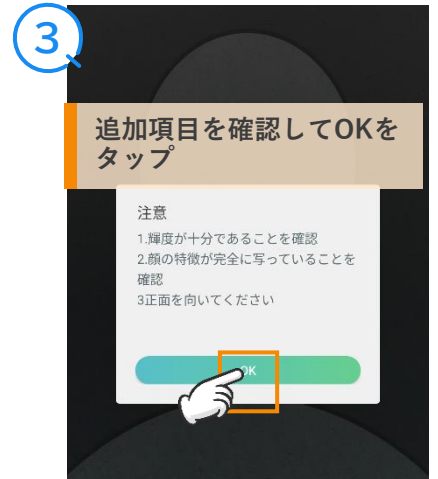 3
追加項目を確認してOKを
タップ
注意
1.輝度が十分であることを確認
2.顔の特徴が完全に写っていることを
確認
3正面を向いてください
OK